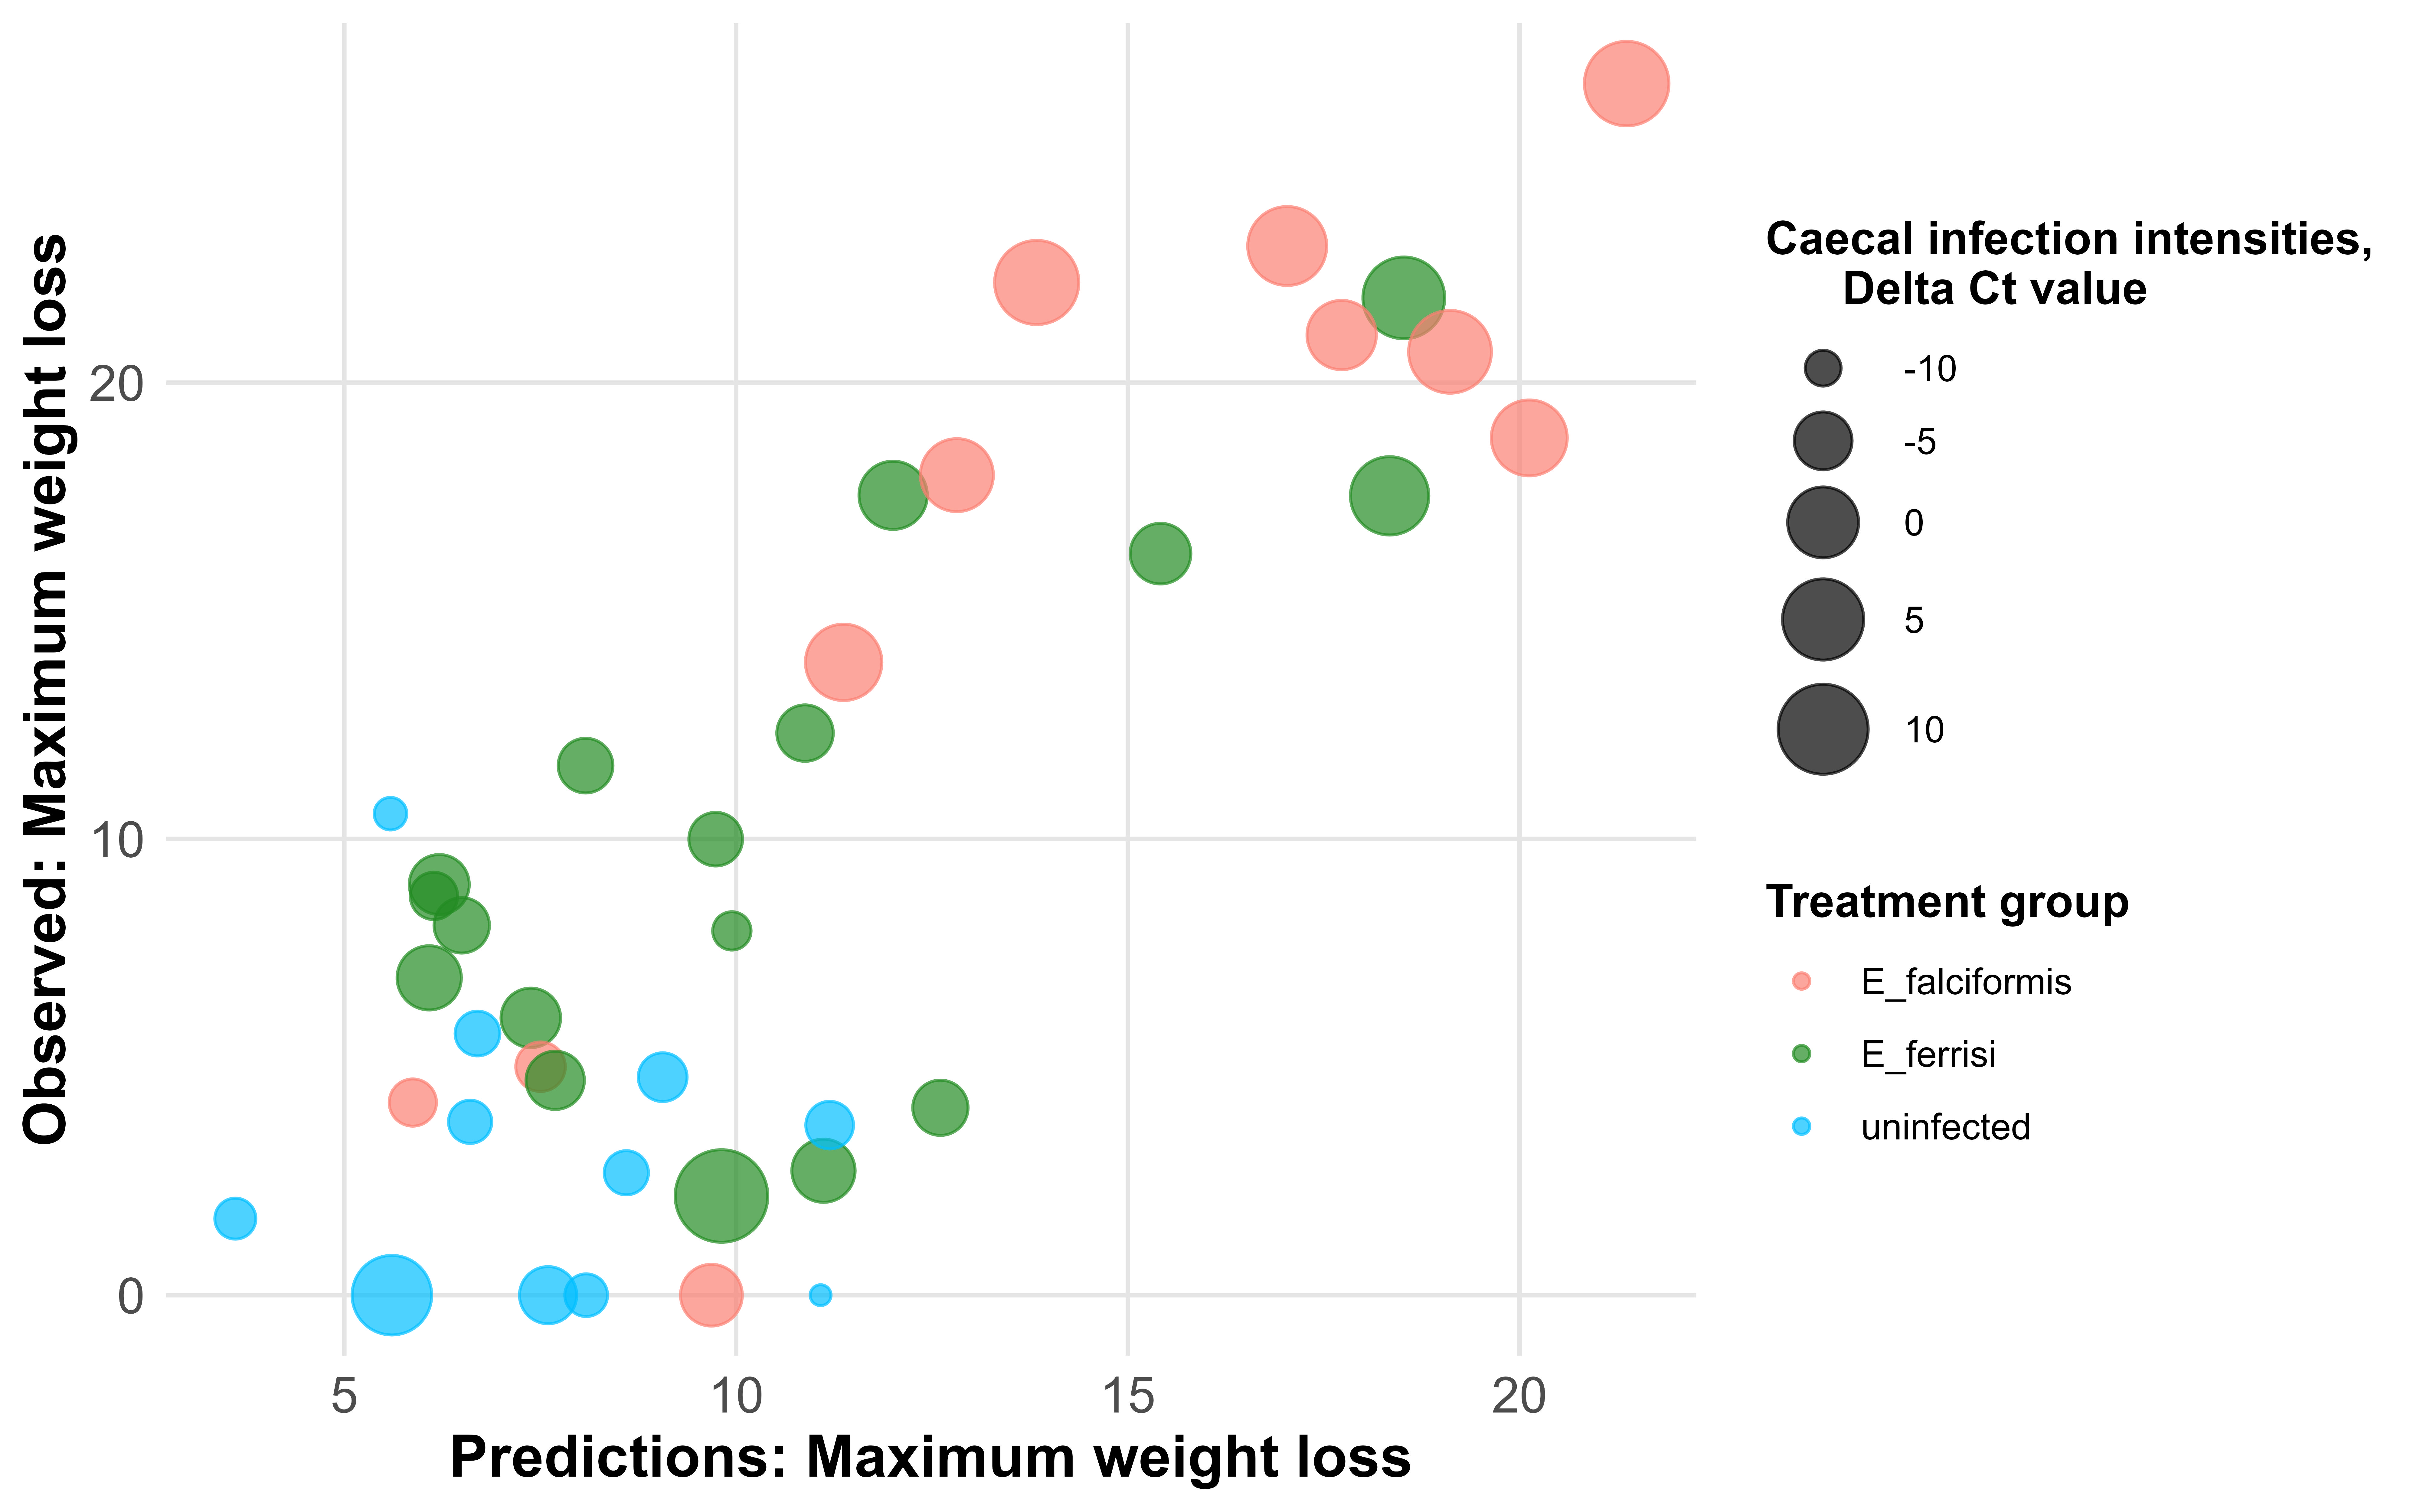 Observed: Maximum weight loss
20
10
0
5
10
15
20
Predictions: Maximum weight loss
Caecal infection intensities,
Delta Ct value
-10
-5
0
5
10
Treatment group
E_falciformis
E_ferrisi
uninfected